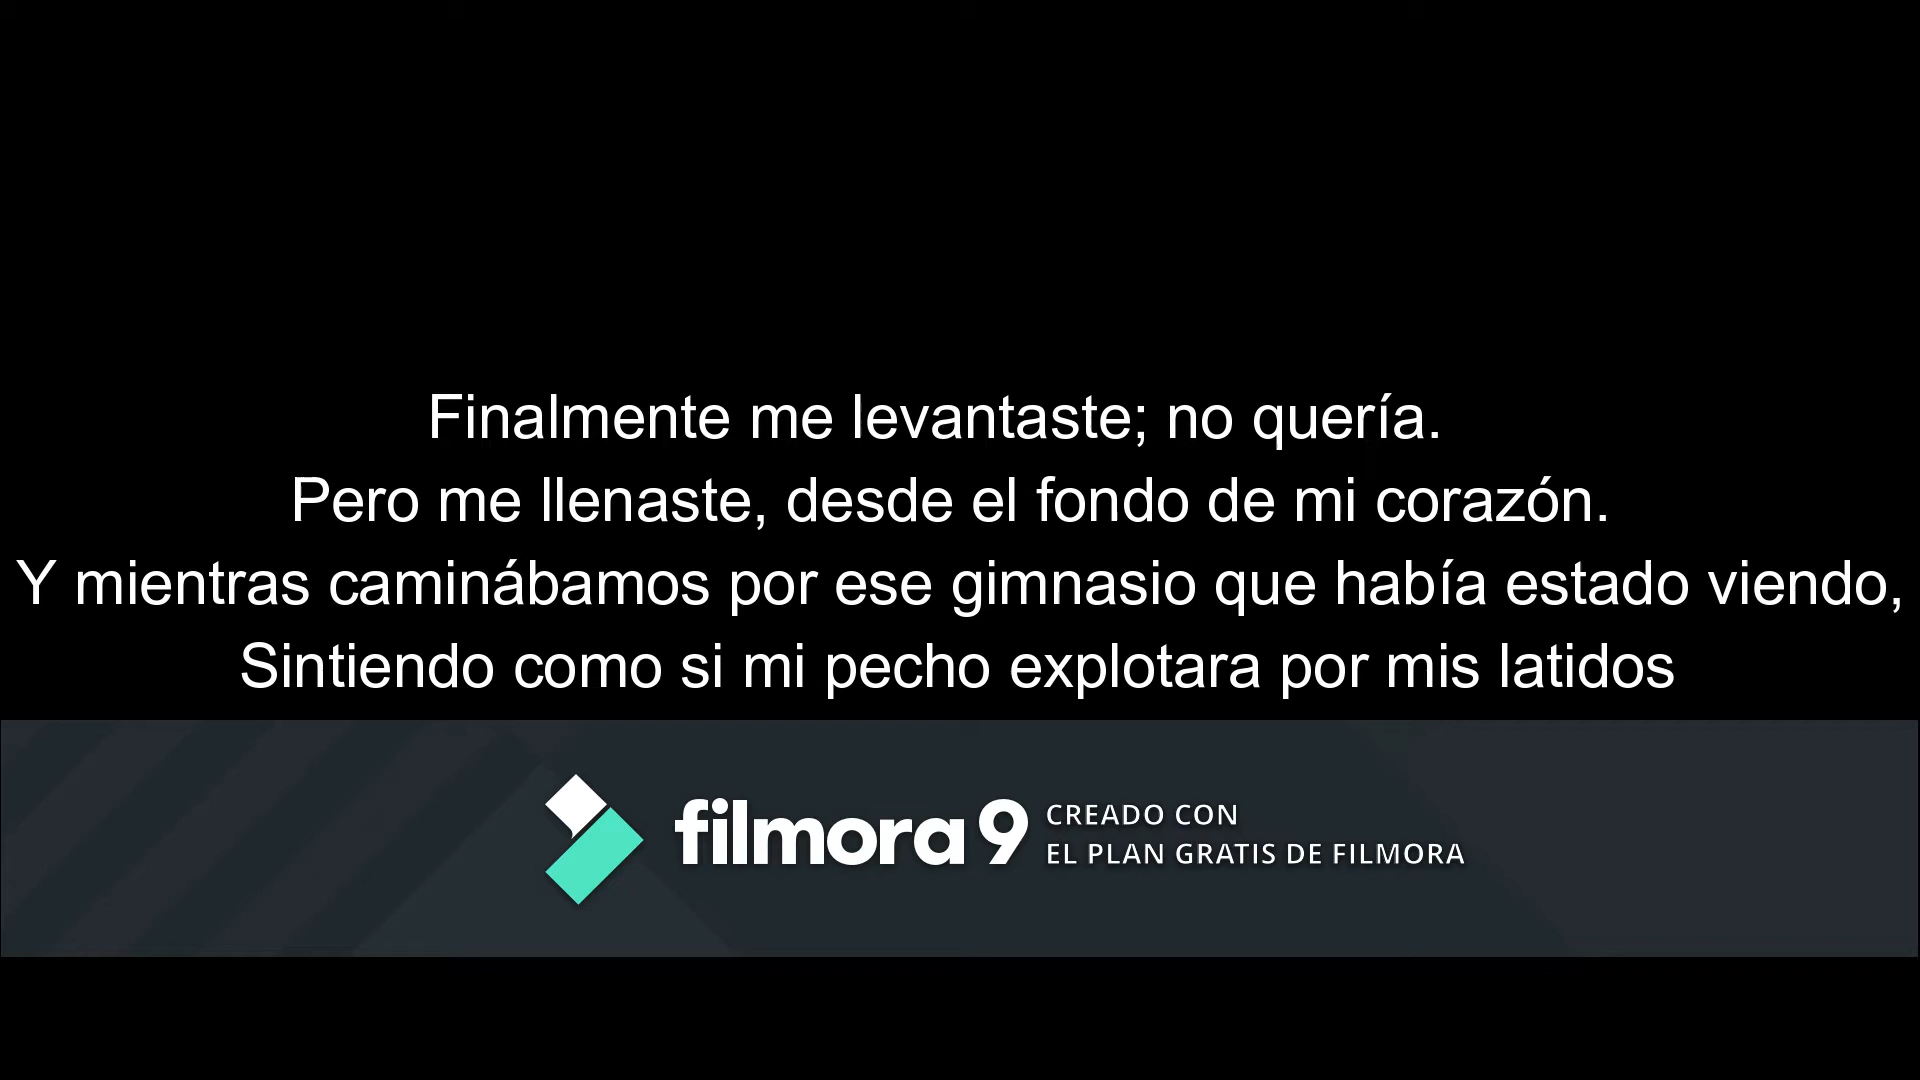 Finalmente me levantaste; no quería.
Pero me llenaste, desde el fondo de mi corazón.
Y mientras caminábamos por ese gimnasio que había estado viendo,
Sintiendo como si mi pecho explotara por mis latidos
filmora 9
CREADO CON
EL PLAN GRATIS DE FILMORA